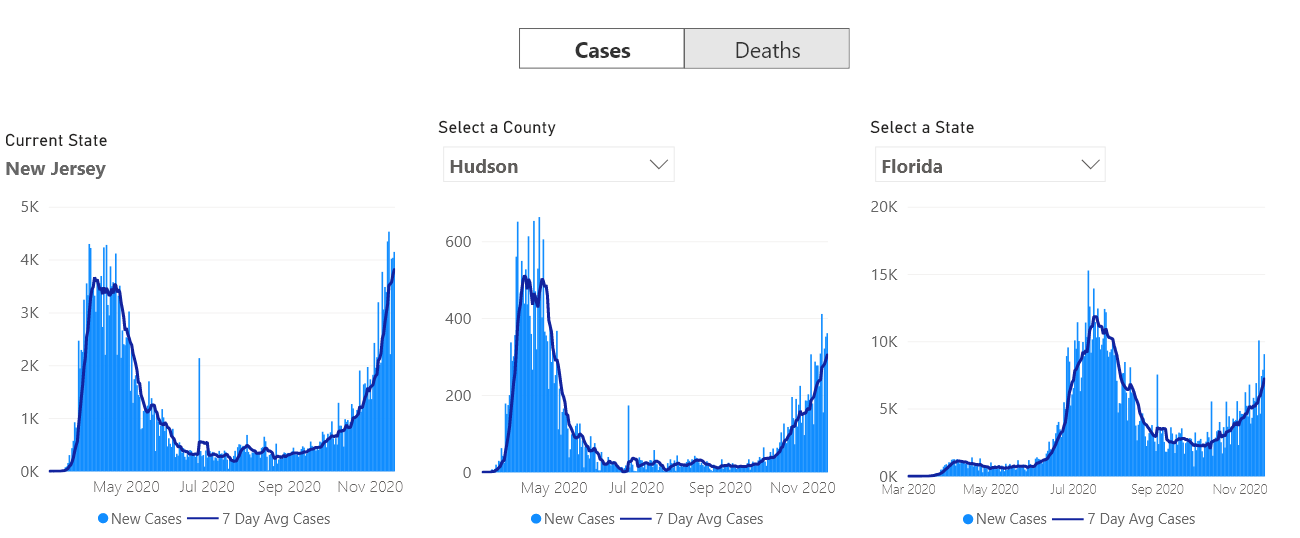 Cases
Deaths
Current State
New Jersey
5K
4K
3K
2K
1K
0K
May 2020 Jul 2020 Sep 2020 Nov 2020
New Cases 7 Day Avg Cases
Select a County
Hudson
600
400
200
0
May 2020 Jul 2020 Sep 2020 Nov 2020
New Cases 7 Day Avg Cases
Select a State
Florida
20K
15K
10K
5K
0K
Mar 2020 May 2020 Jul 2020 Sep 2020 Nov 2020
New Cases 7 Day Avg Cases